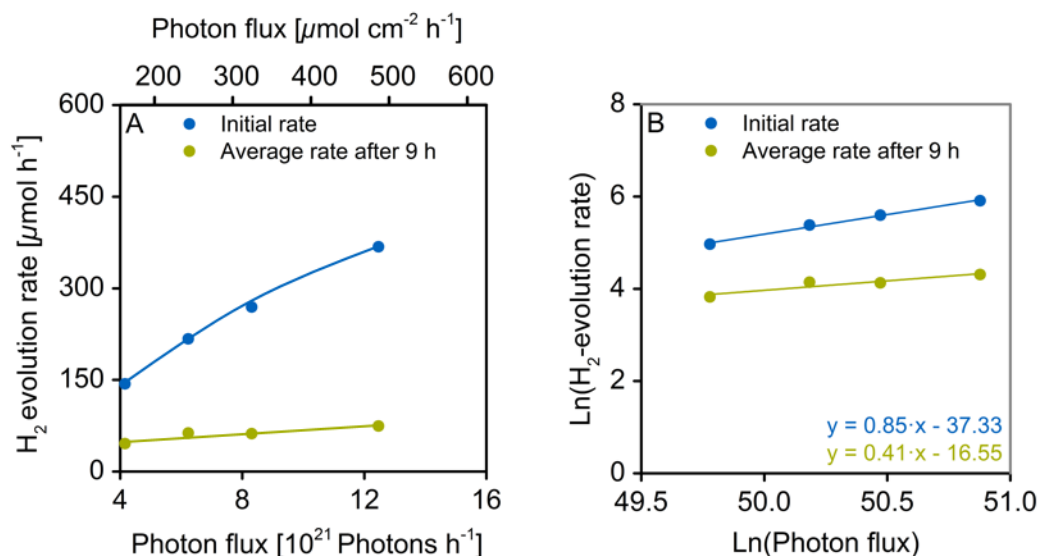 Photon flux [µmol cm⁻² h⁻¹]
200 300 400 500 600
A
Initial rate
Average rate after 9 h
H₂ evolution rate [µmol h⁻¹]
600
450
300
150
0
4 8 12 16
Photon flux [10²¹ Photons h⁻¹]
B
Initial rate
Average rate after 9 h
Ln(H₂-evolution rate)
8
6
4
2
0
y = 0.85·x - 37.33
y = 0.41·x - 16.55
49.5 50.0 50.5 51.0
Ln(Photon flux)